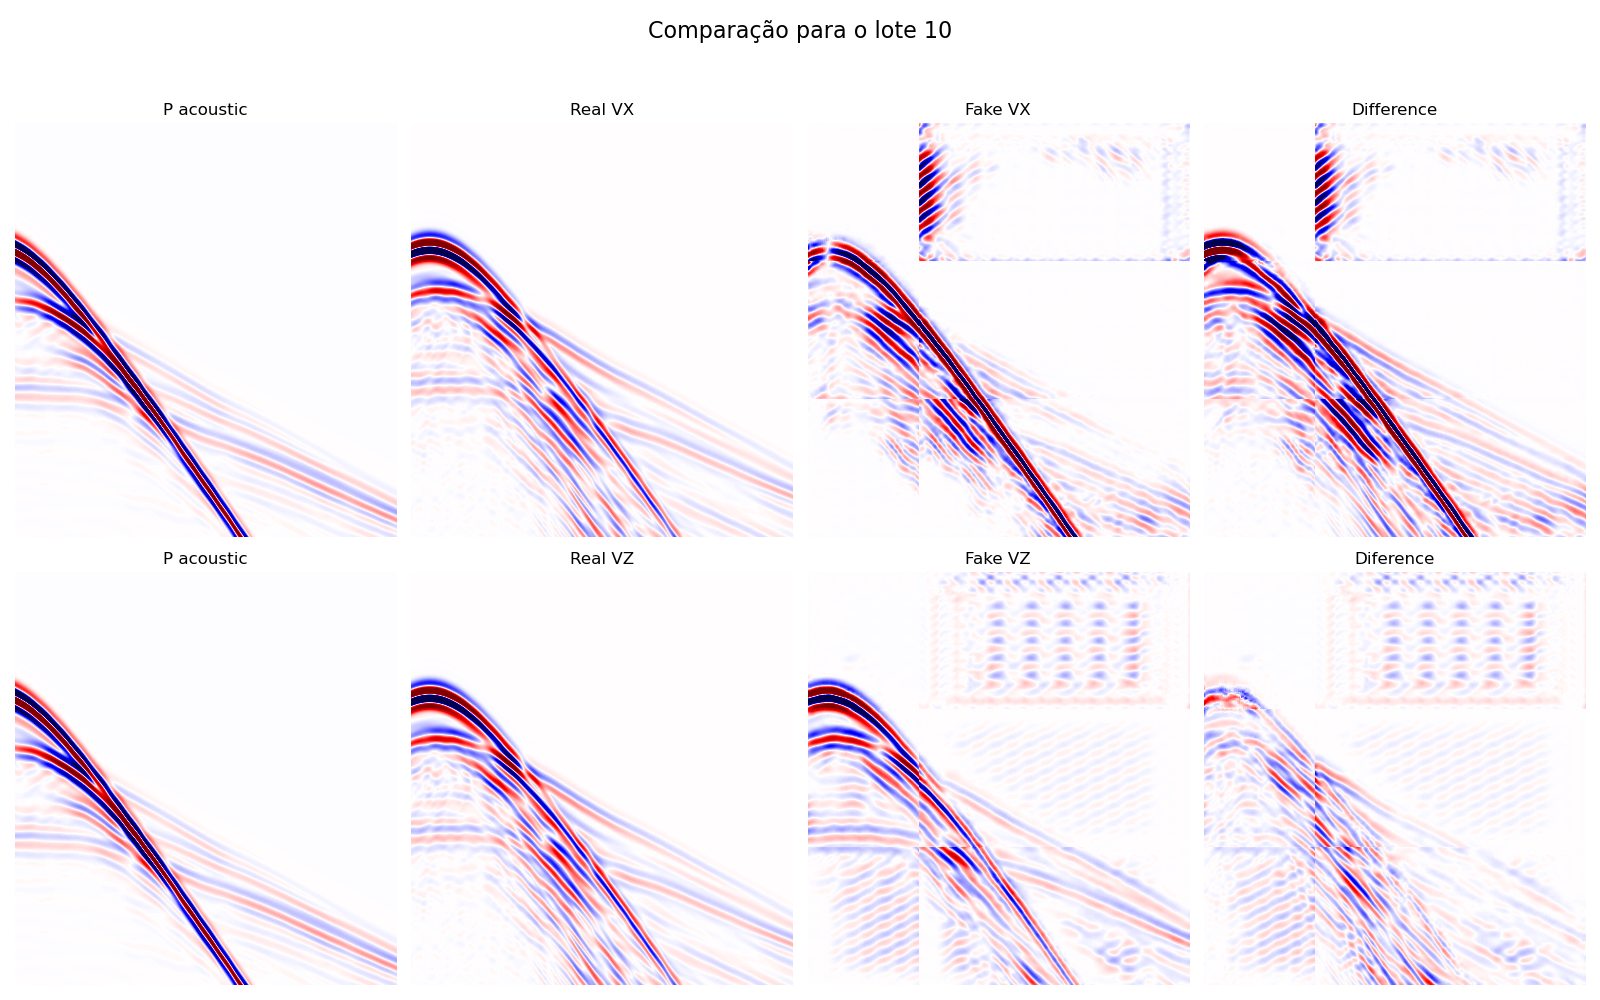 Comparação para o lote 10
P acoustic
Real VX
Fake VX
Difference
P acoustic
Real VZ
Fake VZ
Diference